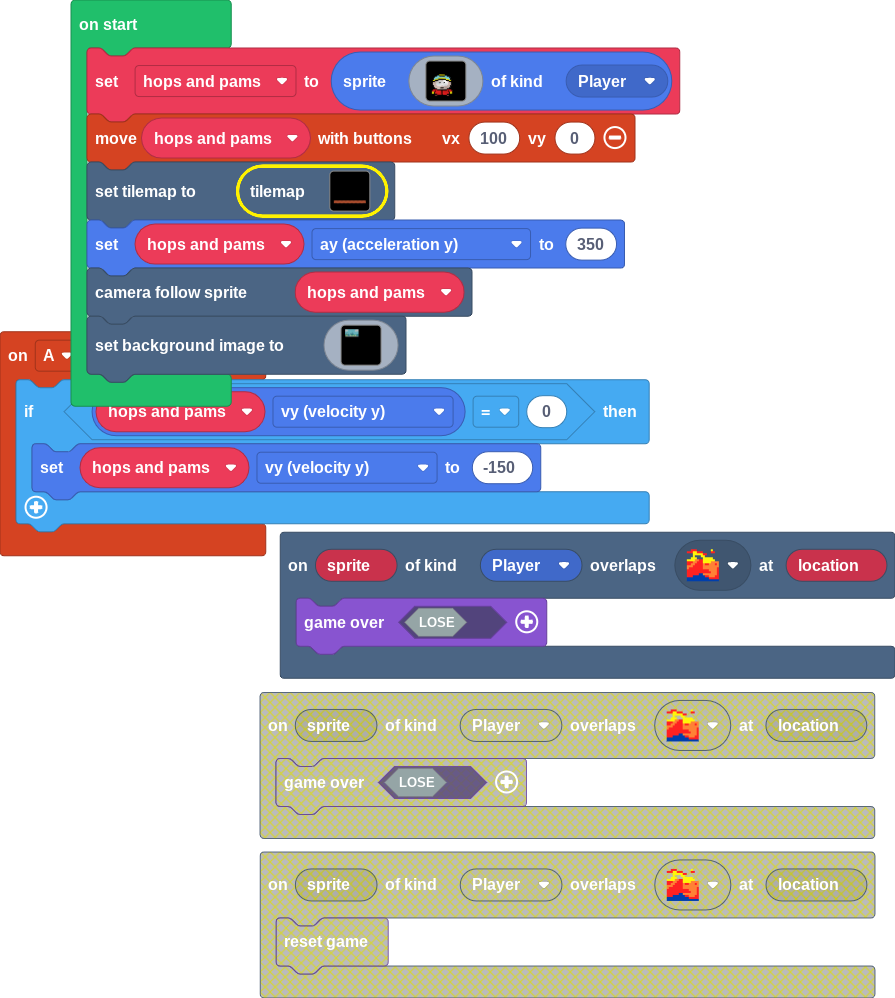 on start
set hops and pams to sprite of kind Player
move hops and pams with buttons vx 100 vy 0
set tilemap to tilemap
set hops and pams ay (acceleration y) to 350
camera follow sprite hops and pams
set background image to
on A
if hops and pams vy (velocity y) = 0 then
set hops and pams vy (velocity y) to -150
on sprite of kind Player overlaps at location
game over LOSE
on sprite of kind Player overlaps at location
game over LOSE
on sprite of kind Player overlaps at location
reset game